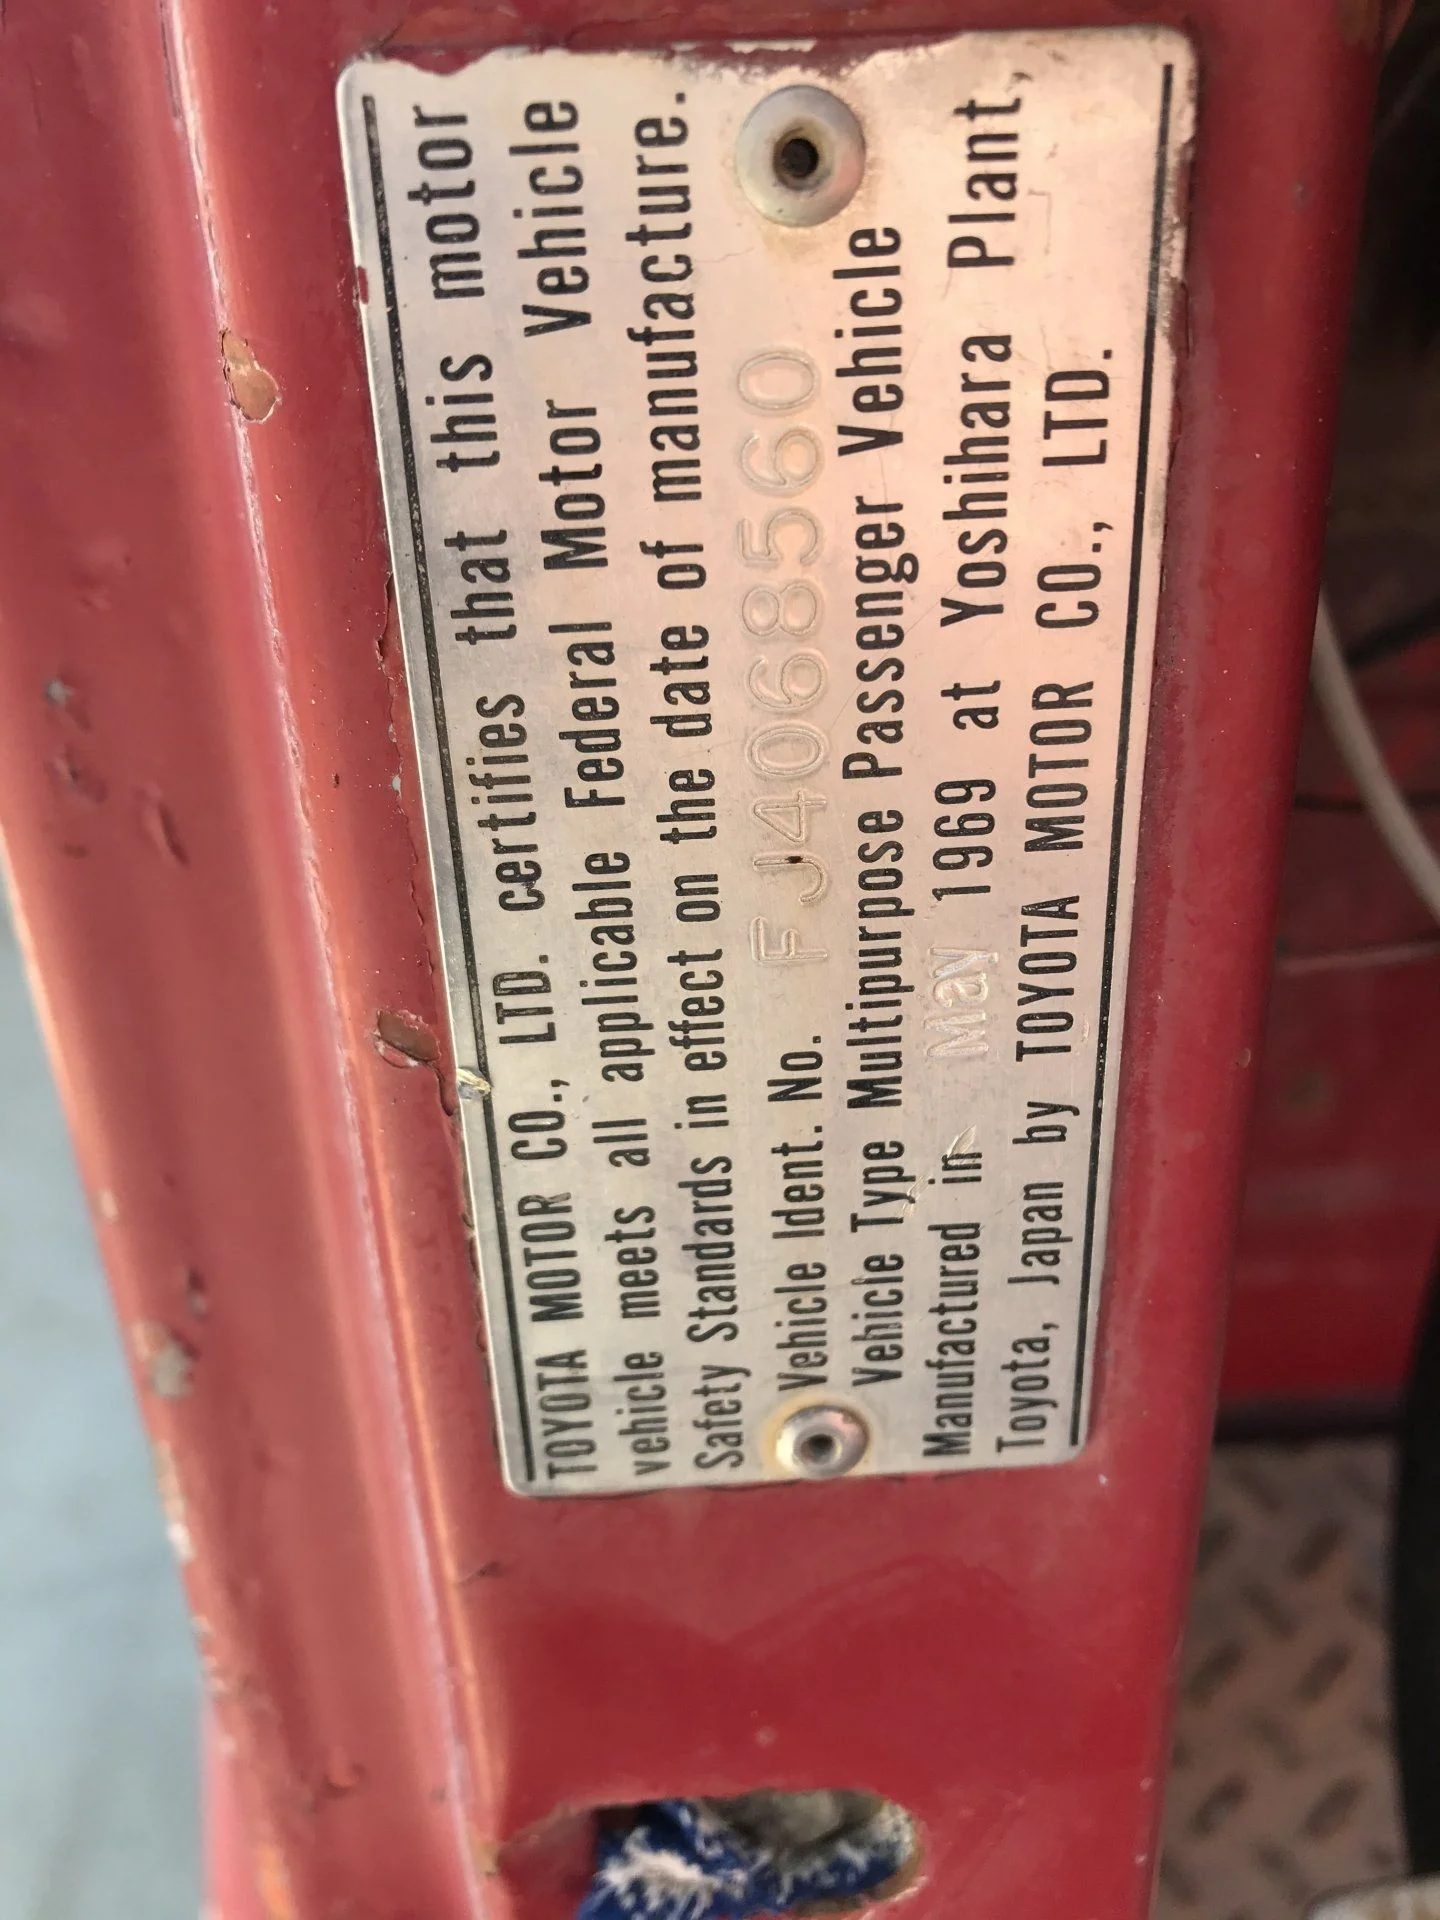 TOYOTA MOTOR CO., LTD. certifies that this motor
vehicle meets all applicable Federal Motor Vehicle
Safety Standards in effect on the date of manufacture.
Vehicle Ident. No. FJ4068560
Vehicle Type Multipurpose Passenger Vehicle
Manufactured in May 1969 at Yoshihara Plant,
Toyota, Japan by TOYOTA MOTOR CO., LTD.